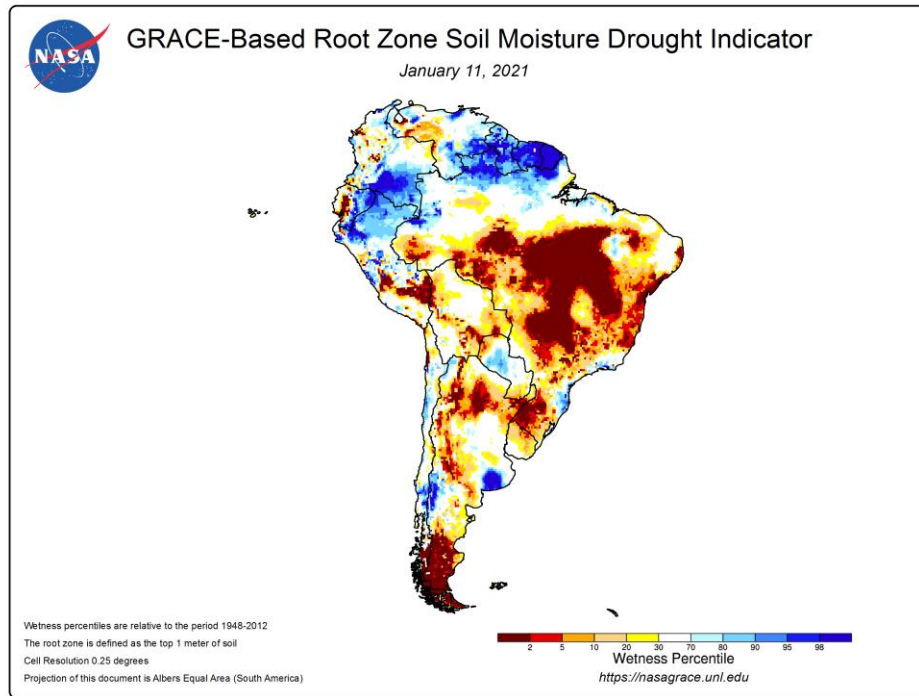 NASA
GRACE-Based Root Zone Soil Moisture Drought Indicator
January 11, 2021
Wetness percentiles are relative to the period 1948-2012
The root zone is defined as the top 1 meter of soil
Cell Resolution 0.25 degrees
Projection of this document is Albers Equal Area (South America)
2 5 10 20 30 70 80 90 95 98
Wetness Percentile
https://nasagrace.unl.edu